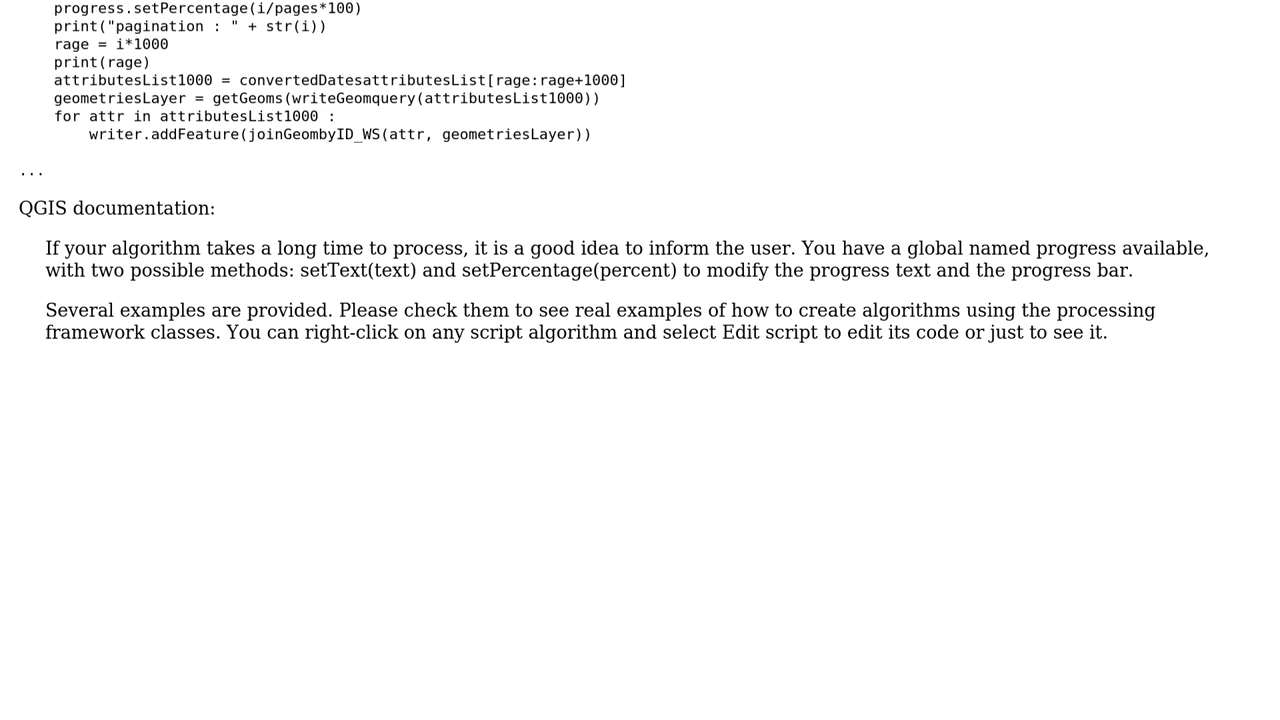 progress.setPercentage(i/pages*100)
print("pagination : " + str(i))
rage = i*1000
print(rage)
attributesList1000 = convertedDatesattributesList[rage:rage+1000]
geometriesLayer = getGeoms(writeGeomquery(attributesList1000))
for attr in attributesList1000 :
    writer.addFeature(joinGeombyID_WS(attr, geometriesLayer))
...
QGIS documentation:
If your algorithm takes a long time to process, it is a good idea to inform the user. You have a global named progress available,
with two possible methods: setText(text) and setPercentage(percent) to modify the progress text and the progress bar.
Several examples are provided. Please check them to see real examples of how to create algorithms using the processing
framework classes. You can right-click on any script algorithm and select Edit script to edit its code or just to see it.